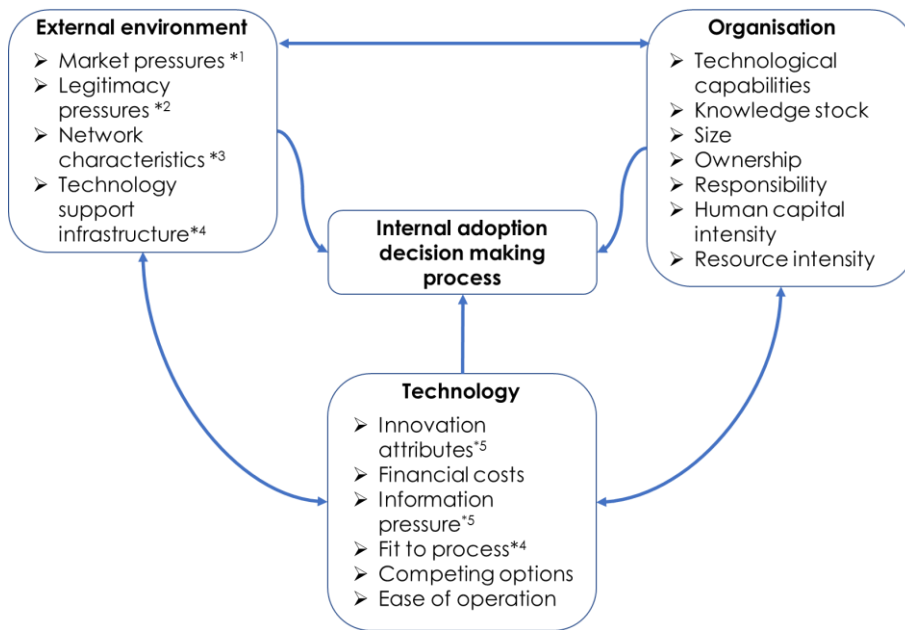 External environment
➢ Market pressures *1
➢ Legitimacy
pressures *2
➢ Network
characteristics *3
➢ Technology
support
infrastructure*4
Organisation
➢ Technological
capabilities
➢ Knowledge stock
➢ Size
➢ Ownership
➢ Responsibility
➢ Human capital
intensity
➢ Resource intensity
Internal adoption
decision making
process
Technology
➢ Innovation
attributes*5
➢ Financial costs
➢ Information
pressure*5
➢ Fit to process*4
➢ Competing options
➢ Ease of operation